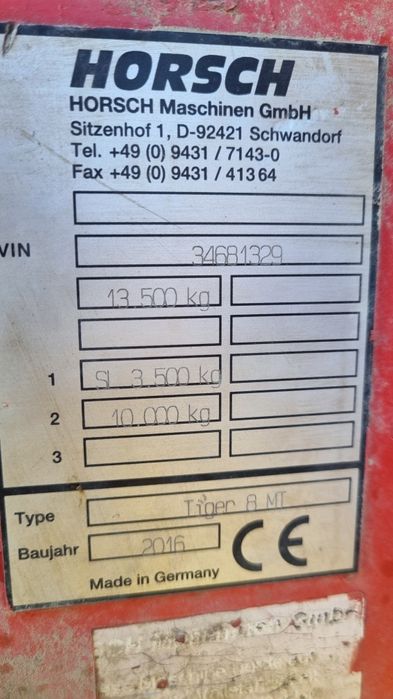 HORSCH
HORSCH Maschinen GmbH
Sitzenhof 1, D-92421 Schwandorf
Tel. +49 (0) 9431 / 7143-0
Fax +49 (0) 9431 / 41364
VIN 34681329
13.500 kg
1 SL 3.500 kg
2 10.000 kg
3
Type Tiger 8 MT
Baujahr 2016 CE
Made in Germany
GmbH